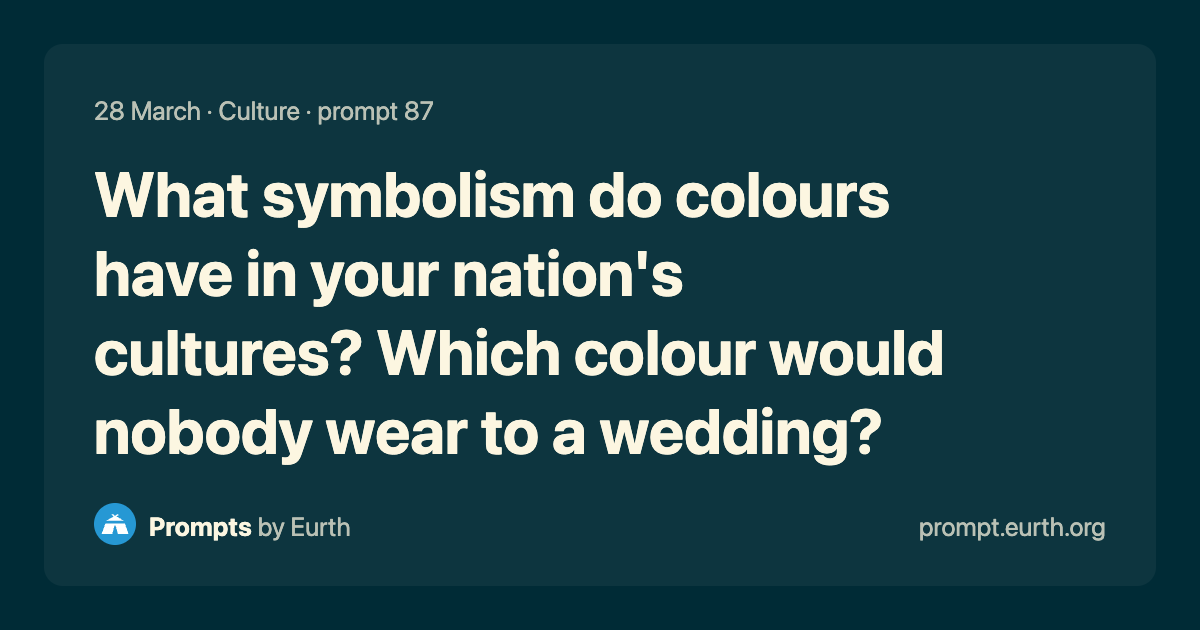 28 March · Culture · prompt 87
What symbolism do colours
have in your nation's
cultures? Which colour would
nobody wear to a wedding?
Prompts by Eurth
prompt.eurth.org